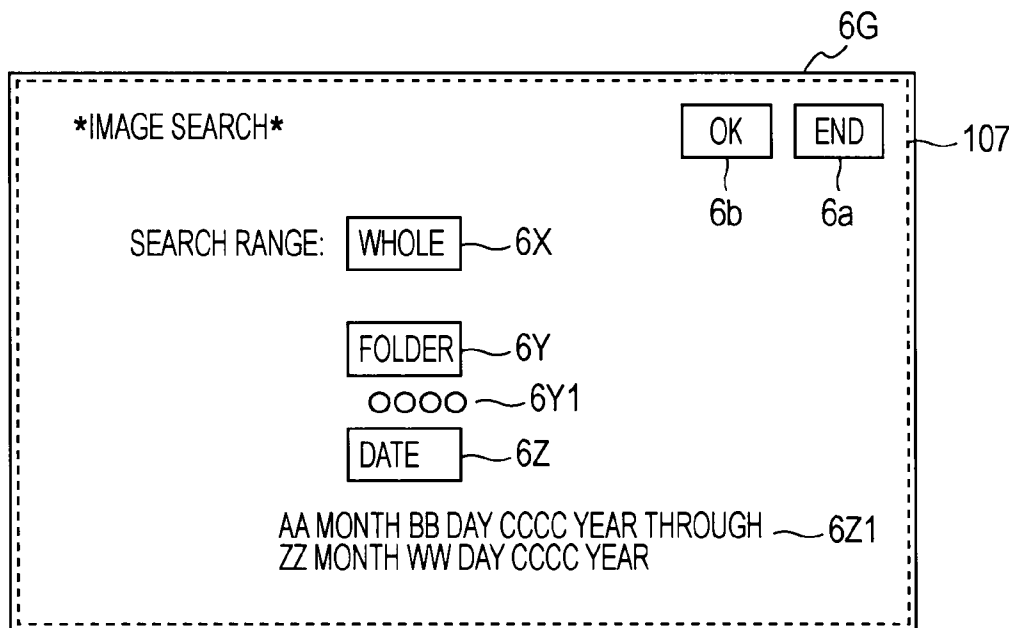 6G
*IMAGE SEARCH*
OK
END
107
6b
6a
SEARCH RANGE:
WHOLE
6X
FOLDER
6Y
OOOO
6Y1
DATE
6Z
AA MONTH BB DAY CCCC YEAR THROUGH
6Z1
ZZ MONTH WW DAY CCCC YEAR